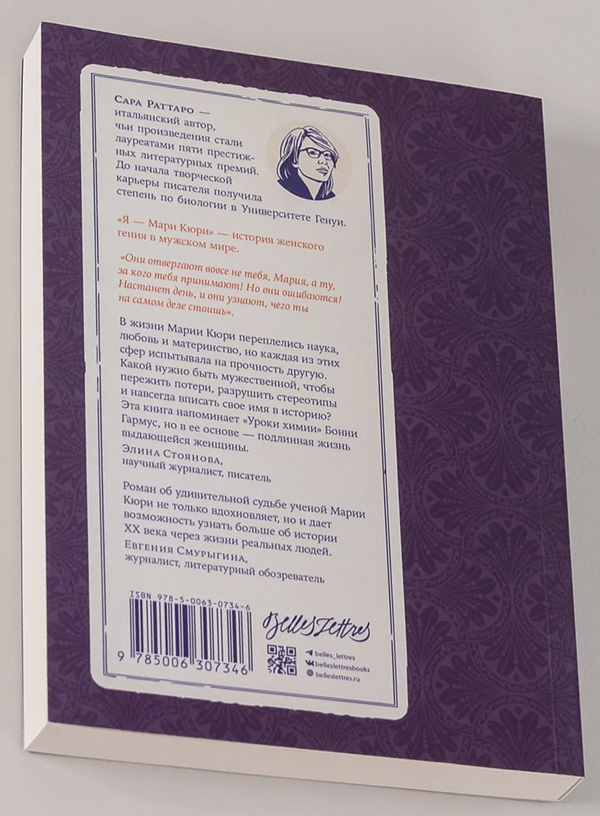 Сара Раттаро —
итальянский автор,
чьи произведения стали
лауреатами пяти престиж-
ных литературных премий.
До начала творческой
карьеры писателя получила
степень по биологии в Университете Генуи.
«Я — Мари Кюри» — история женского
гения в мужском мире.
«Они отвергают вовсе не тебя, Мария, а ту,
за кого тебя принимают! Но они ошибаются!
Настанет день, и они узнают, чего ты
на самом деле стоишь».
В жизни Марии Кюри переплелись наука,
любовь и материнство, но каждая из этих
сфер испытывала на прочность другую.
Какой нужно быть мужественной, чтобы
пережить потери, разрушить стереотипы
и навсегда вписать свое имя в историю?
Эта книга напоминает «Уроки химии» Бонни
Гармус, но в ее основе — подлинная жизнь
выдающейся женщины.
Элина Стоянова,
научный журналист, писатель
Роман об удивительной судьбе ученой Марии
Кюри не только вдохновляет, но и дает
возможность узнать больше об истории
XX века через жизни реальных людей.
Евгения Смурыгина,
журналист, литературный обозреватель
ISBN 978-5-0063-0734-6
9 785006 307346
BellesLettres
belles_lettres
belleslettresbooks
belleslettres.ru